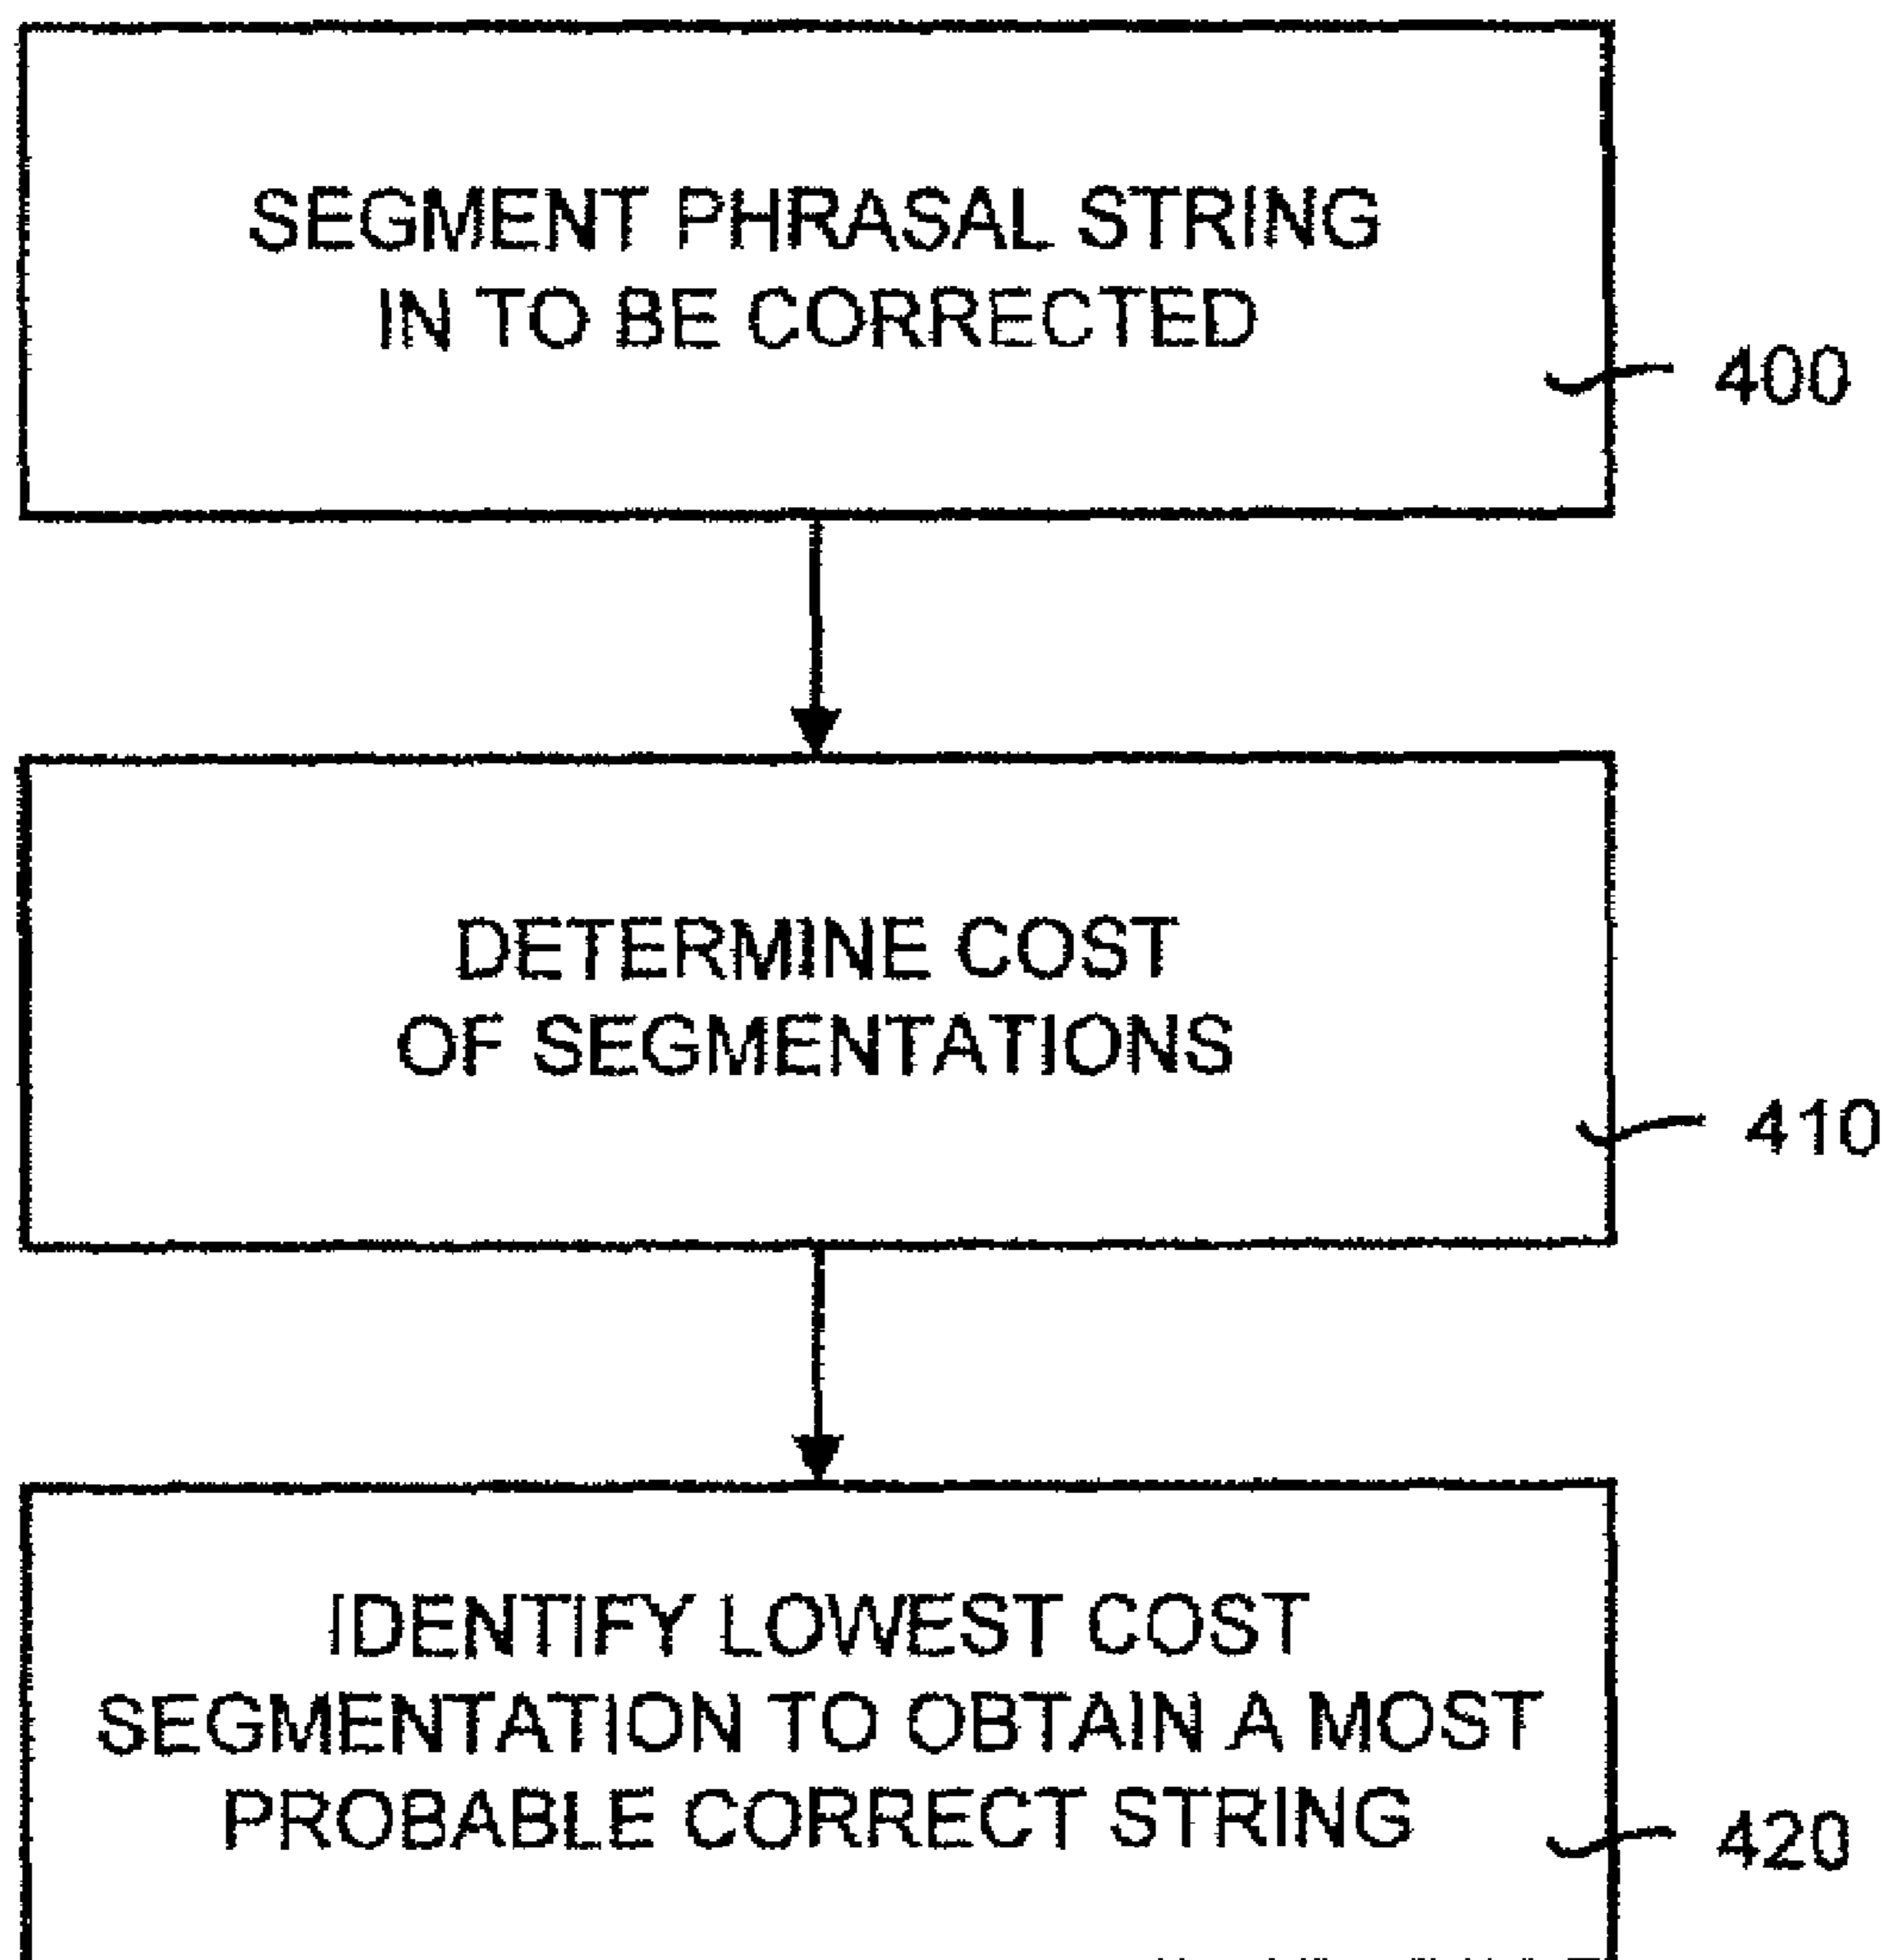 SEGMENT PHRASAL STRING
IN TO BE CORRECTED
400
DETERMINE COST
OF SEGMENTATIONS
410
IDENTIFY LOWEST COST
SEGMENTATION TO OBTAIN A MOST
PROBABLE CORRECT STRING
420